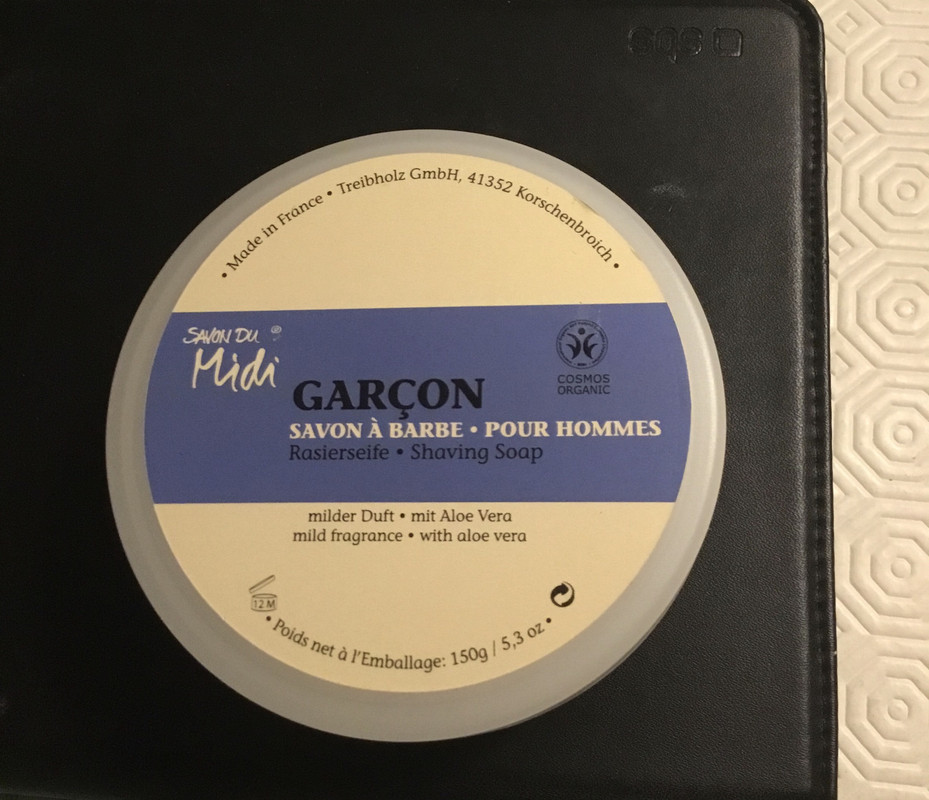 • Made in France • Treibholz GmbH, 41352 Korschenbroich •
SAVON DU
Midi
®
COSMOS
ORGANIC
GARÇON
SAVON À BARBE • POUR HOMMES
Rasierseife • Shaving Soap
milder Duft • mit Aloe Vera
mild fragrance • with aloe vera
12 M
• Poids net à l'Emballage: 150g / 5,3 oz •